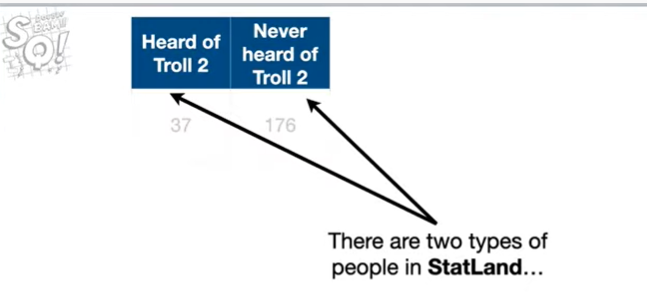 Heard of
Troll 2
Never
heard of
Troll 2
37
176
There are two types of
people in StatLand...